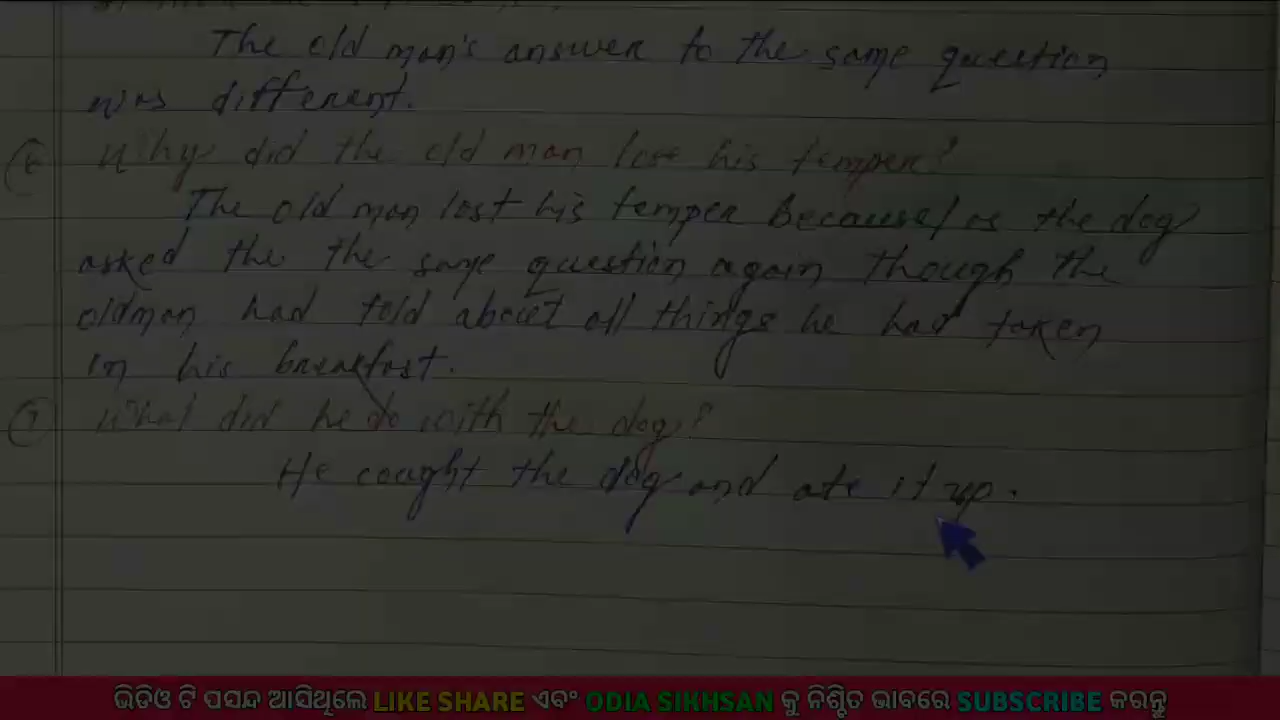 The old man's answer to the same question
was different.
6 Why did the old man lost his temper?
The old man lost his temper because/as the dog
asked the the same question again though the
oldman had told about all things he had taken
in his breakfast.
7 What did he do with the dog?
He caught the dog and ate it up.
ଭିଡିଓ ଟି ପସନ୍ଦ ଆସିଥିଲେ LIKE SHARE ଏବଂ ODIA SIKHSAN କୁ ନିଶ୍ଚିତ ଭାବରେ SUBSCRIBE କରନ୍ତୁ